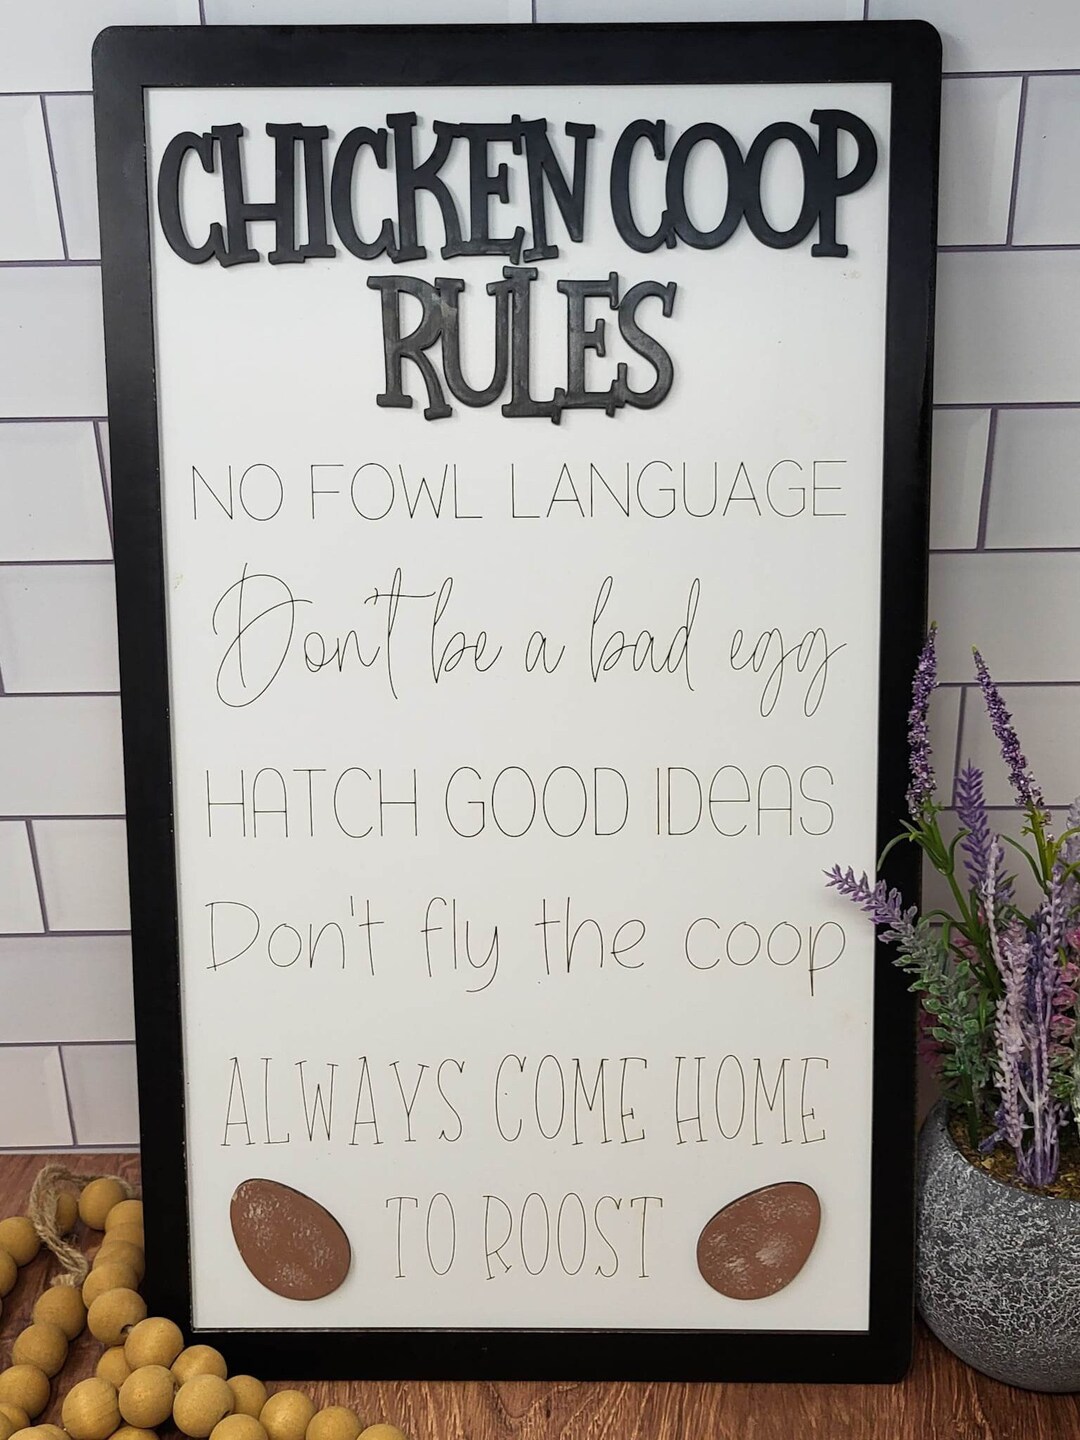 CHICKEN COOP
RULES
NO FOWL LANGUAGE
Don't be a bad egg
HATCH GOOD IDeAS
Don't fly the coop
ALWAYS COME HOME
TO ROOST